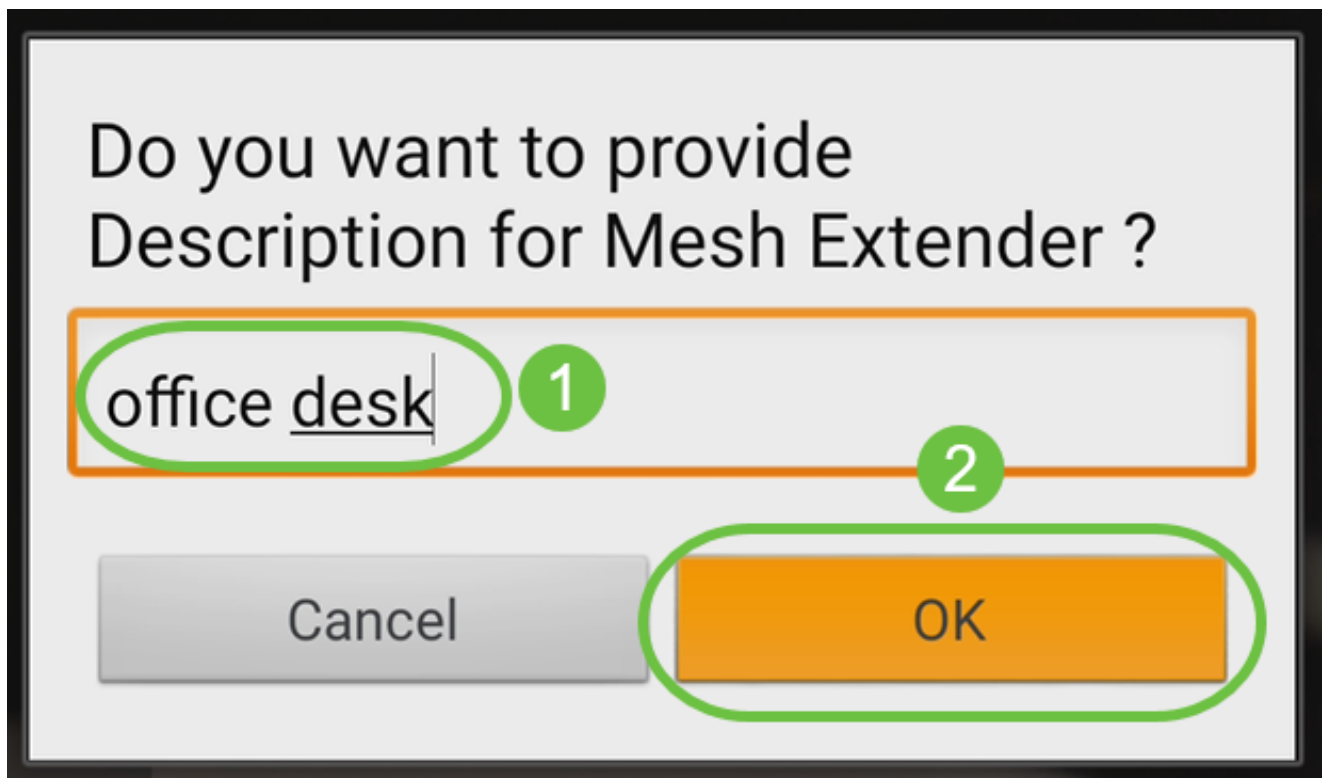 Do you want to provide
Description for Mesh Extender ?
office desk
1
2
Cancel
OK